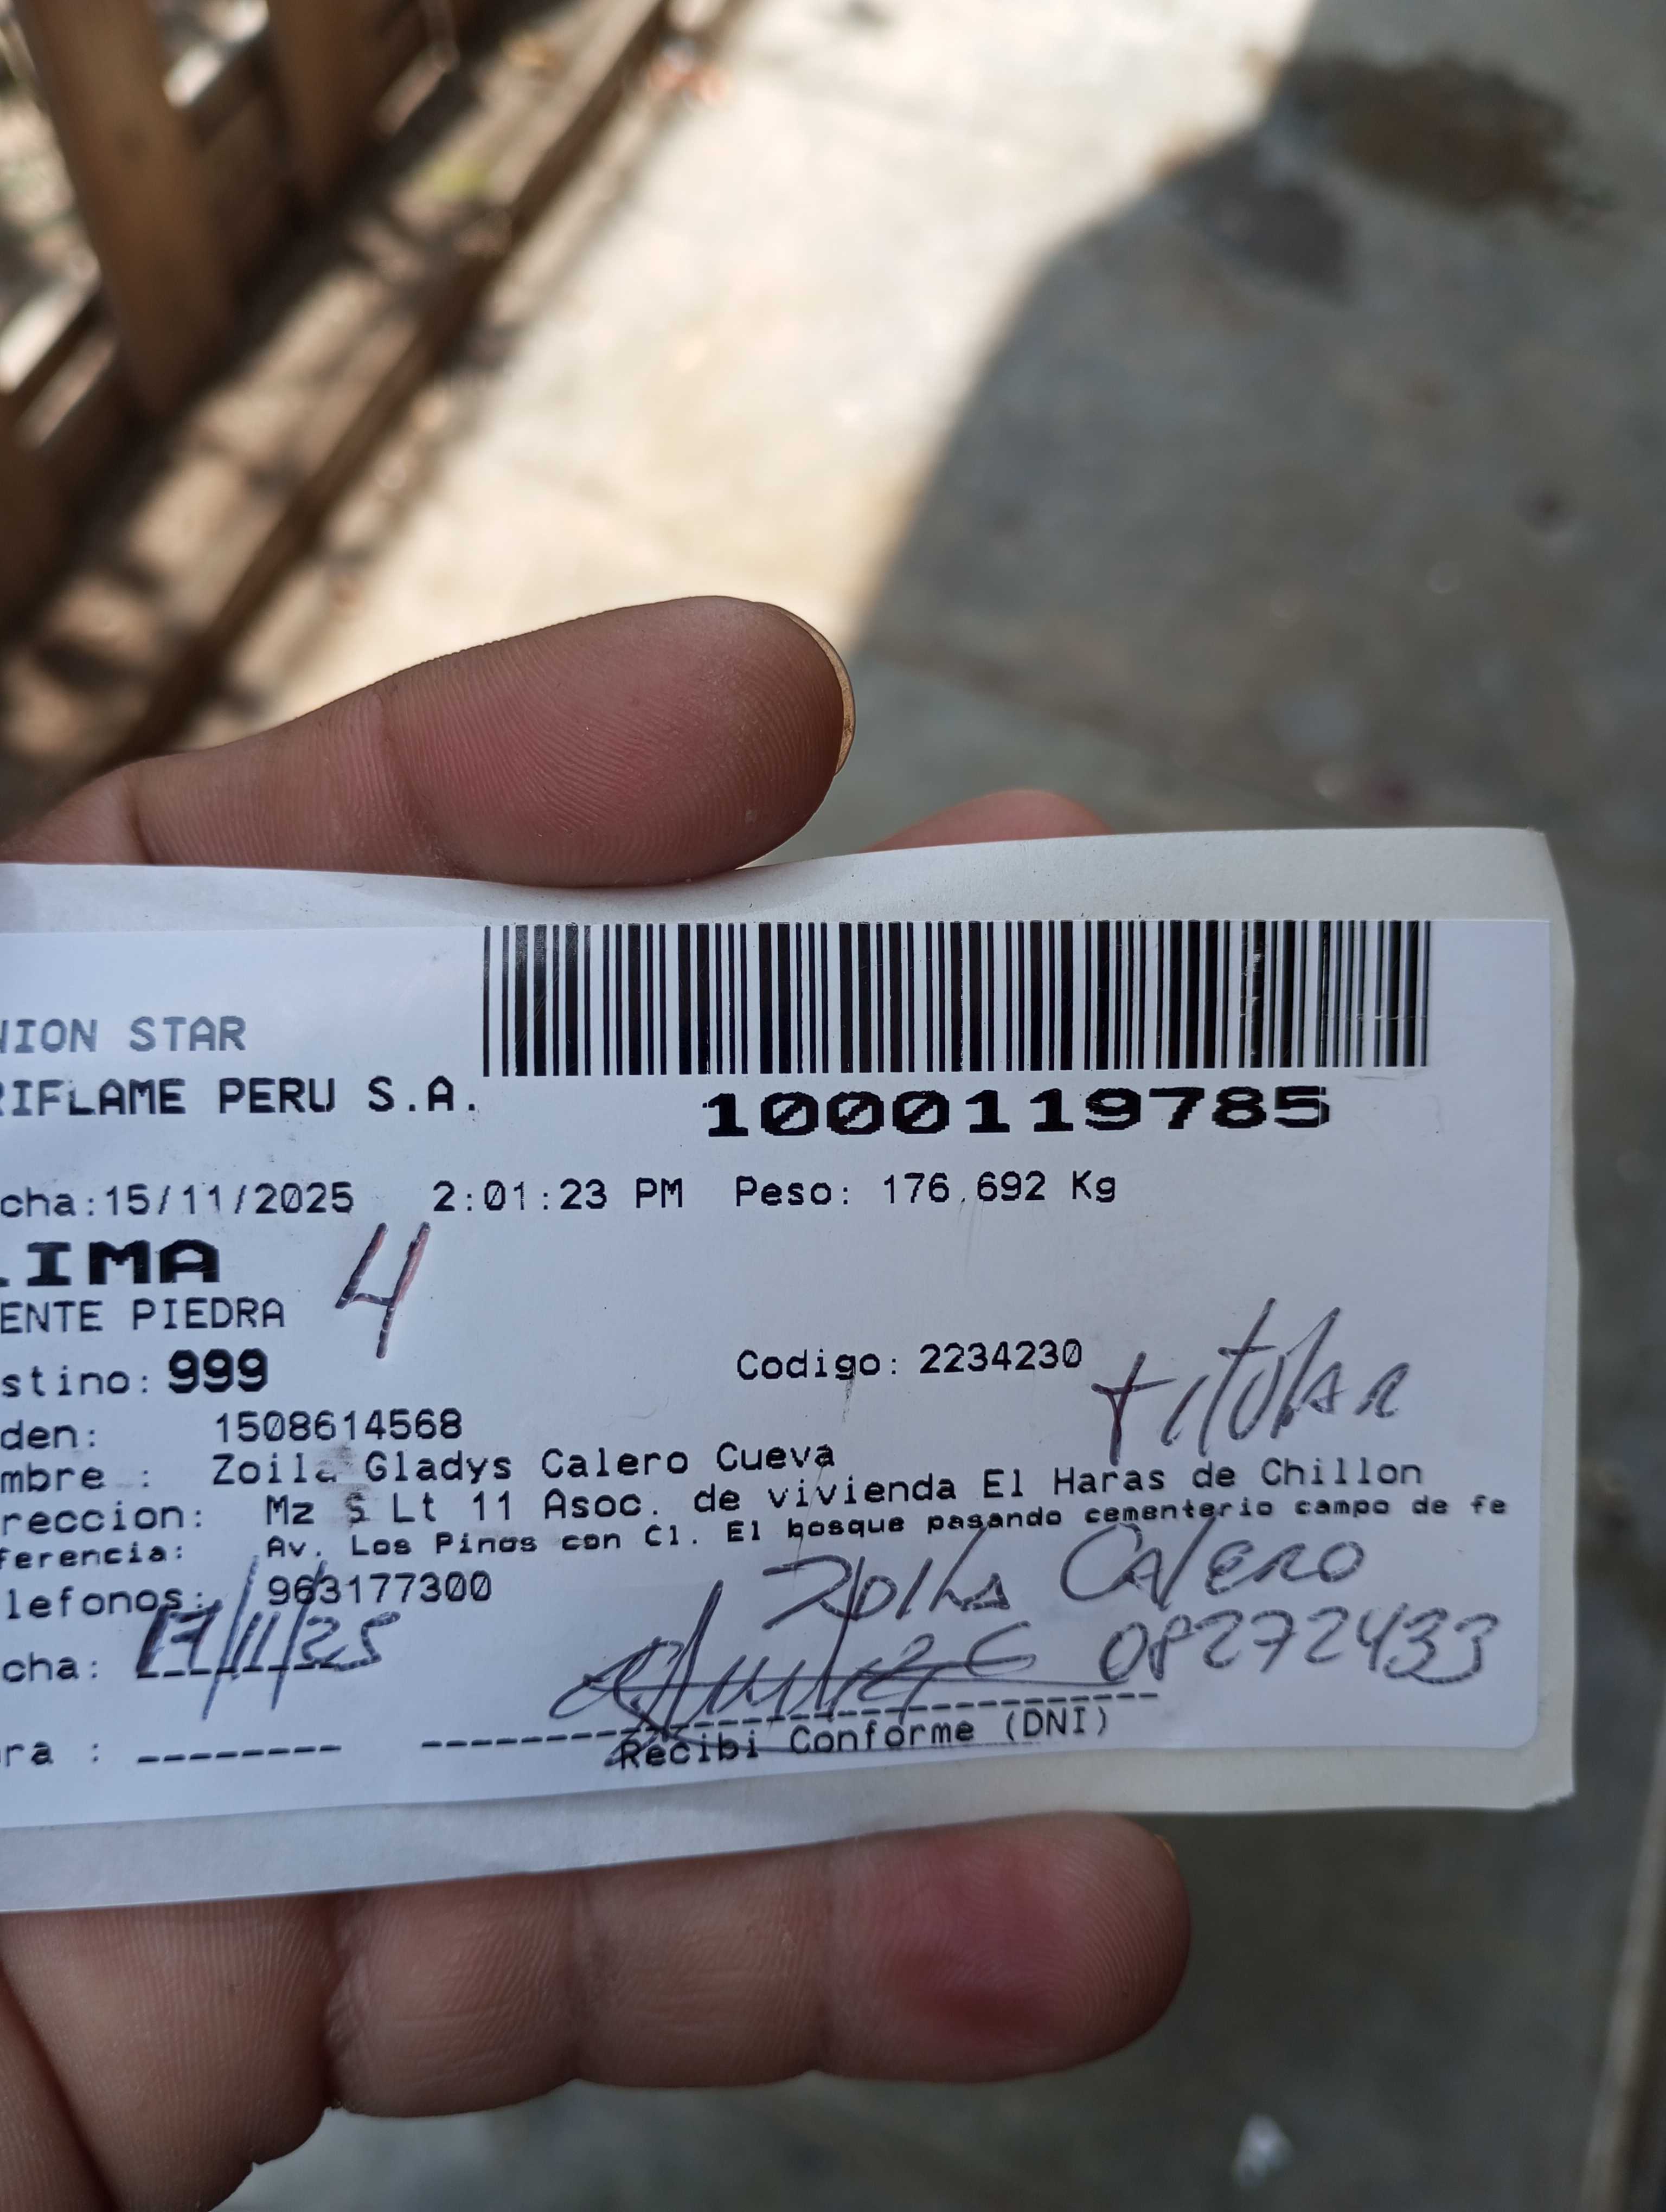 NION STAR
RIFLAME PERU S.A.
1000119785
cha:15/11/2025 2:01:23 PM Peso: 176,692 Kg
LIMA
4
ENTE PIEDRA
stino: 999
Codigo: 2234230
titular
den: 1508614568
mbre : Zoila Gladys Calero Cueva
reccion: Mz S Lt 11 Asoc. de vivienda El Haras de Chillon
ferencia: Av. Los Pinos con Cl. El bosque pasando cementerio campo de fe
lefonos: 963177300
Zoila Calero
cha: 17/11/25
08272433
ra :
Recibi Conforme (DNI)